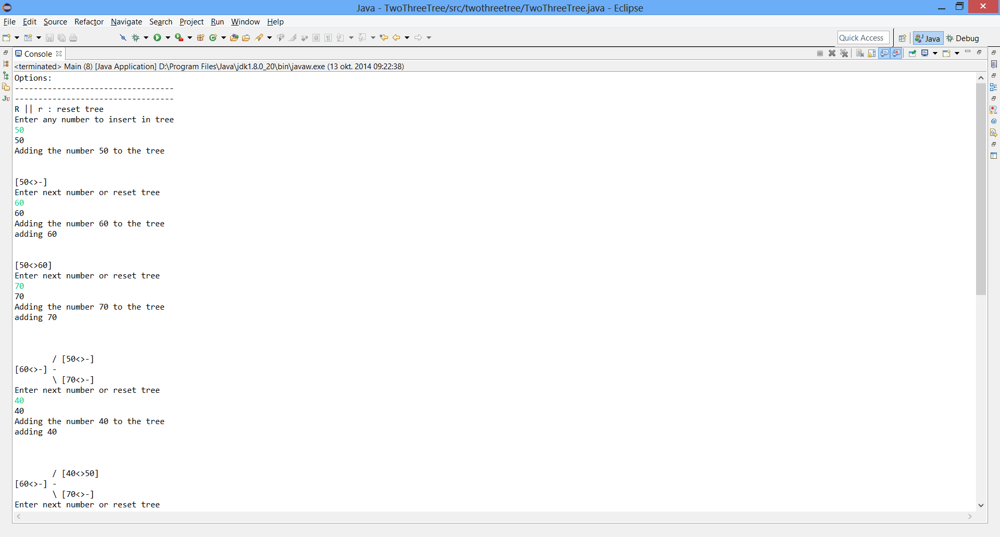 Java - TwoThreeTree/src/twothreetree/TwoThreeTree.java - Eclipse
File Edit Source Refactor Navigate Search Project Run Window Help
Quick Access
Java
Debug
Console
<terminated> Main (8) [Java Application] D:\Program Files\Java\jdk1.8.0_20\bin\javaw.exe (13 okt. 2014 09:22:38)
Options:
----------------------------------
----------------------------------
R || r : reset tree
Enter any number to insert in tree
50
50
Adding the number 50 to the tree
[50<>-]
Enter next number or reset tree
60
60
Adding the number 60 to the tree
adding 60
[50<>60]
Enter next number or reset tree
70
70
Adding the number 70 to the tree
adding 70
/ [50<>-]
[60<>-] -
\ [70<>-]
Enter next number or reset tree
40
40
Adding the number 40 to the tree
adding 40
/ [40<>50]
[60<>-] -
\ [70<>-]
Enter next number or reset tree